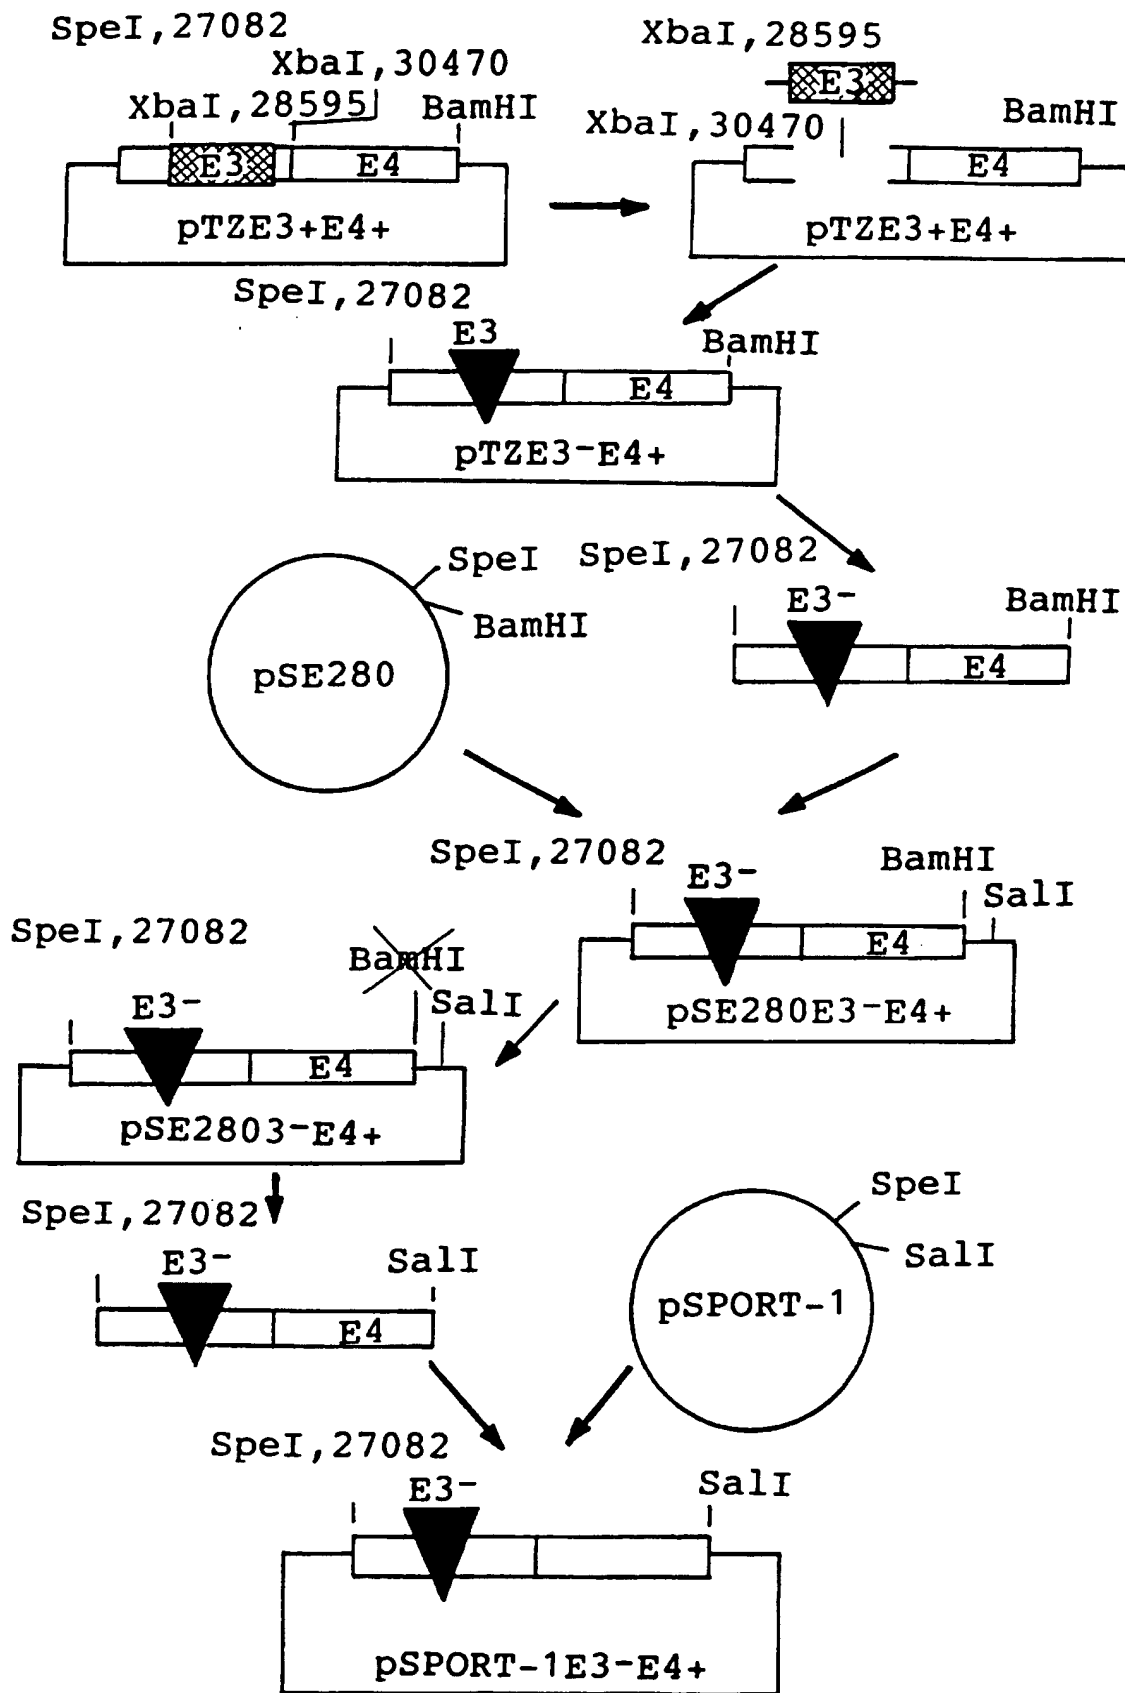 SpeI,27082
XbaI,30470
XbaI,28595
BamHI
E3
E4
pTZE3+E4+
XbaI,28595
E3
XbaI,30470
BamHI
E4
pTZE3+E4+
SpeI,27082
E3
BamHI
E4
pTZE3-E4+
SpeI
BamHI
pSE280
SpeI,27082
E3-
BamHI
E4
SpeI,27082
E3-
BamHI
SalI
E4
pSE280E3-E4+
SpeI,27082
BamHI
E3-
SalI
E4
pSE2803-E4+
SpeI,27082
E3-
SalI
E4
SpeI
SalI
pSPORT-1
SpeI,27082
E3-
SalI
pSPORT-1E3-E4+